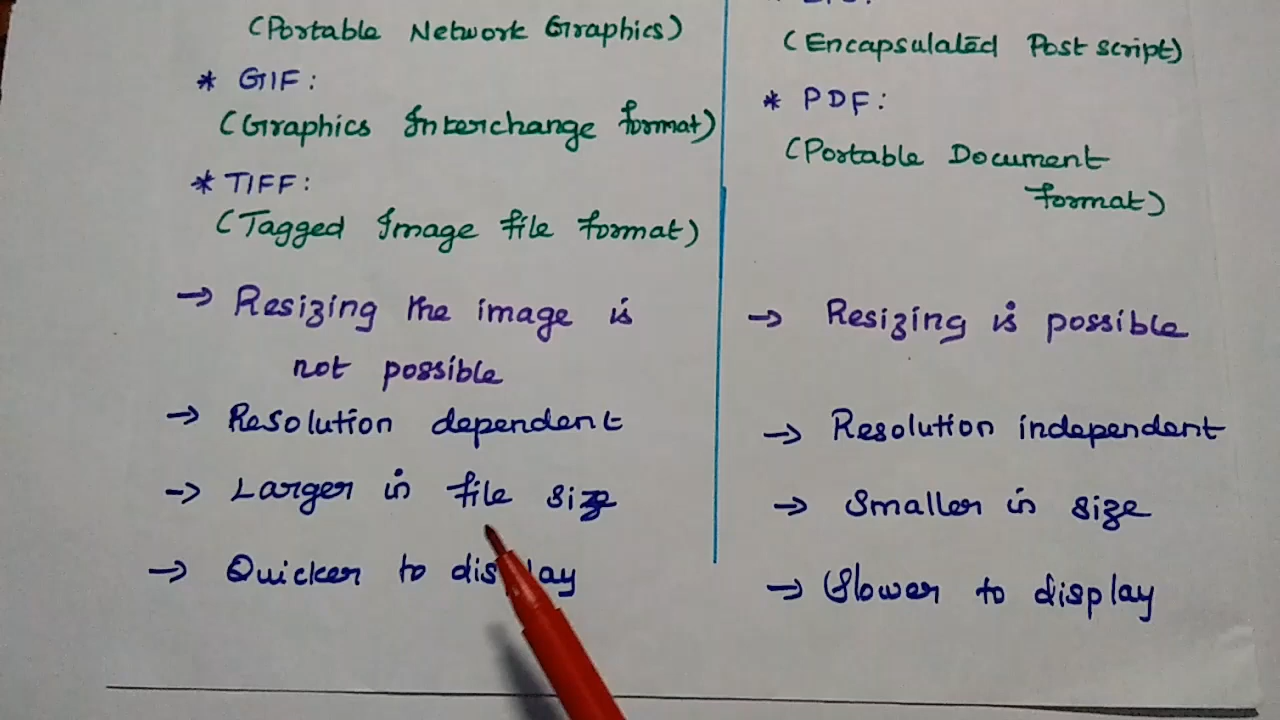 (Portable Network Graphics)
* GIF:
(Graphics Interchange format)
* TIFF:
(Tagged Image file format)
→ Resizing the image is
not possible
→ Resolution dependent
→ Larger in file size
→ Quicker to display
(Encapsulated Post script)
* PDF:
(Portable Document
format)
→ Resizing is possible
→ Resolution independent
→ Smaller in size
→ Slower to display